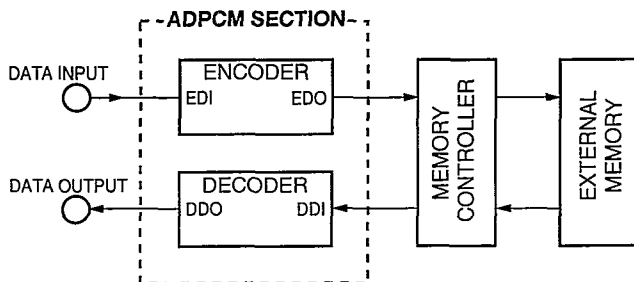 ADPCM SECTION
DATA INPUT
ENCODER
EDI EDO
DATA OUTPUT
DECODER
DDO DDI
MEMORY
CONTROLLER
EXTERNAL
MEMORY